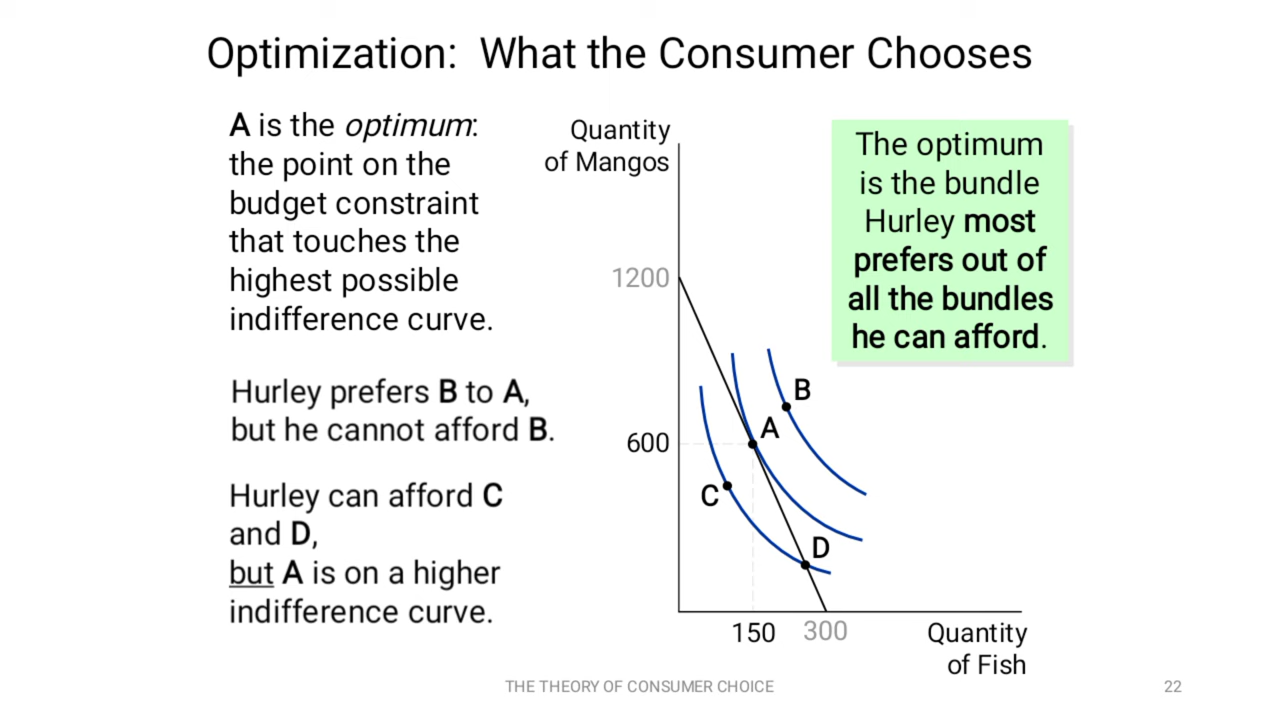 Optimization: What the Consumer Chooses
A is the optimum:
the point on the
budget constraint
that touches the
highest possible
indifference curve.
Hurley prefers B to A,
but he cannot afford B.
Hurley can afford C
and D,
but A is on a higher
indifference curve.
Quantity
of Mangos
1200
600
B
A
C
D
150
300
Quantity
of Fish
The optimum
is the bundle
Hurley most
prefers out of
all the bundles
he can afford.
THE THEORY OF CONSUMER CHOICE
22